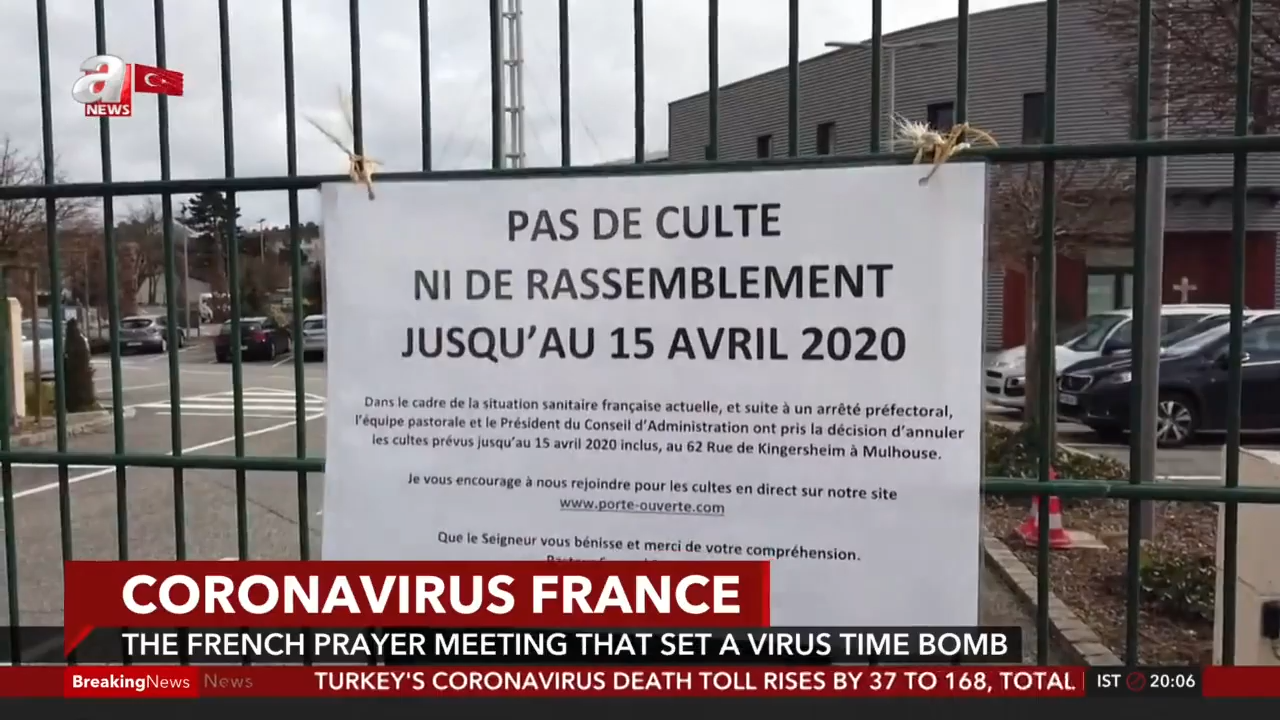 a
NEWS
PAS DE CULTE
NI DE RASSEMBLEMENT
JUSQU'AU 15 AVRIL 2020
Dans le cadre de la situation sanitaire française actuelle, et suite à un arrêté préfectoral,
l'équipe pastorale et le Président du Conseil d'Administration ont pris la décision d'annuler
les cultes prévus jusqu'au 15 avril 2020 inclus, au 62 Rue de Kingersheim à Mulhouse.
Je vous encourage à nous rejoindre pour les cultes en direct sur notre site
www.porte-ouverte.com
Que le Seigneur vous bénisse et merci de votre compréhension.
CORONAVIRUS FRANCE
THE FRENCH PRAYER MEETING THAT SET A VIRUS TIME BOMB
BreakingNews News TURKEY'S CORONAVIRUS DEATH TOLL RISES BY 37 TO 168, TOTAL IST 20:06